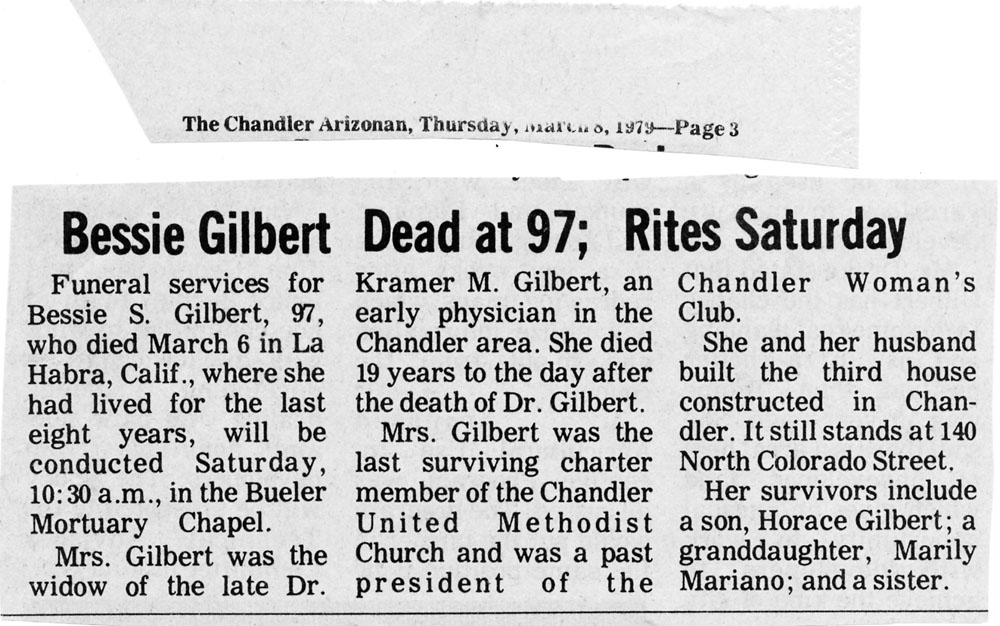 The Chandler Arizonan, Thursday, March 8, 1979—Page 3
Bessie Gilbert Dead at 97; Rites Saturday
Funeral services for
Bessie S. Gilbert, 97,
who died March 6 in La
Habra, Calif., where she
had lived for the last
eight years, will be
conducted Saturday,
10:30 a.m., in the Bueler
Mortuary Chapel.
Mrs. Gilbert was the
widow of the late Dr.
Kramer M. Gilbert, an
early physician in the
Chandler area. She died
19 years to the day after
the death of Dr. Gilbert.
Mrs. Gilbert was the
last surviving charter
member of the Chandler
United Methodist
Church and was a past
president of the
Chandler Woman's
Club.
She and her husband
built the third house
constructed in Chan-
dler. It still stands at 140
North Colorado Street.
Her survivors include
a son, Horace Gilbert; a
granddaughter, Marily
Mariano; and a sister.